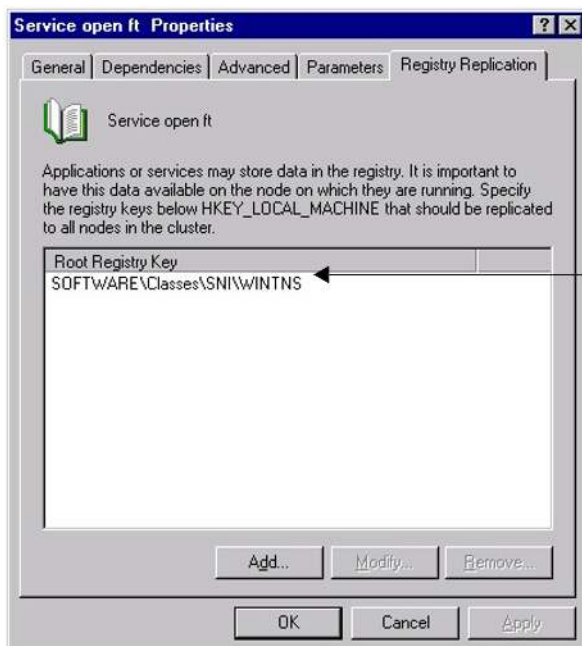 Service open ft Properties
General Dependencies Advanced Parameters Registry Replication
Service open ft
Applications or services may store data in the registry. It is important to
have this data available on the node on which they are running. Specify
the registry keys below HKEY_LOCAL_MACHINE that should be replicated
to all nodes in the cluster.
Root Registry Key
SOFTWARE\Classes\SNI\WINTNS
Add... Modify... Remove...
OK Cancel Apply